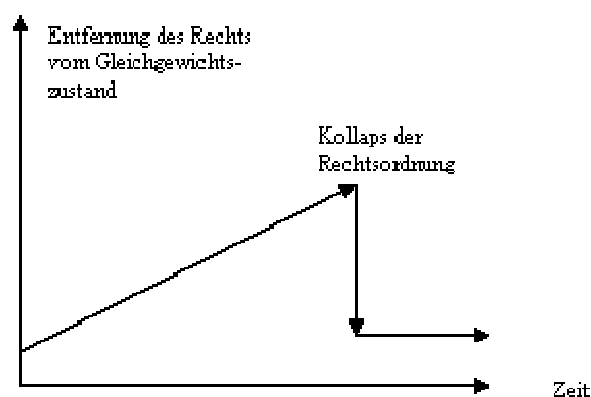 Entfernung des Rechts
vom Gleichgewichts-
zustand
Kollaps der
Rechtsordnung
Zeit